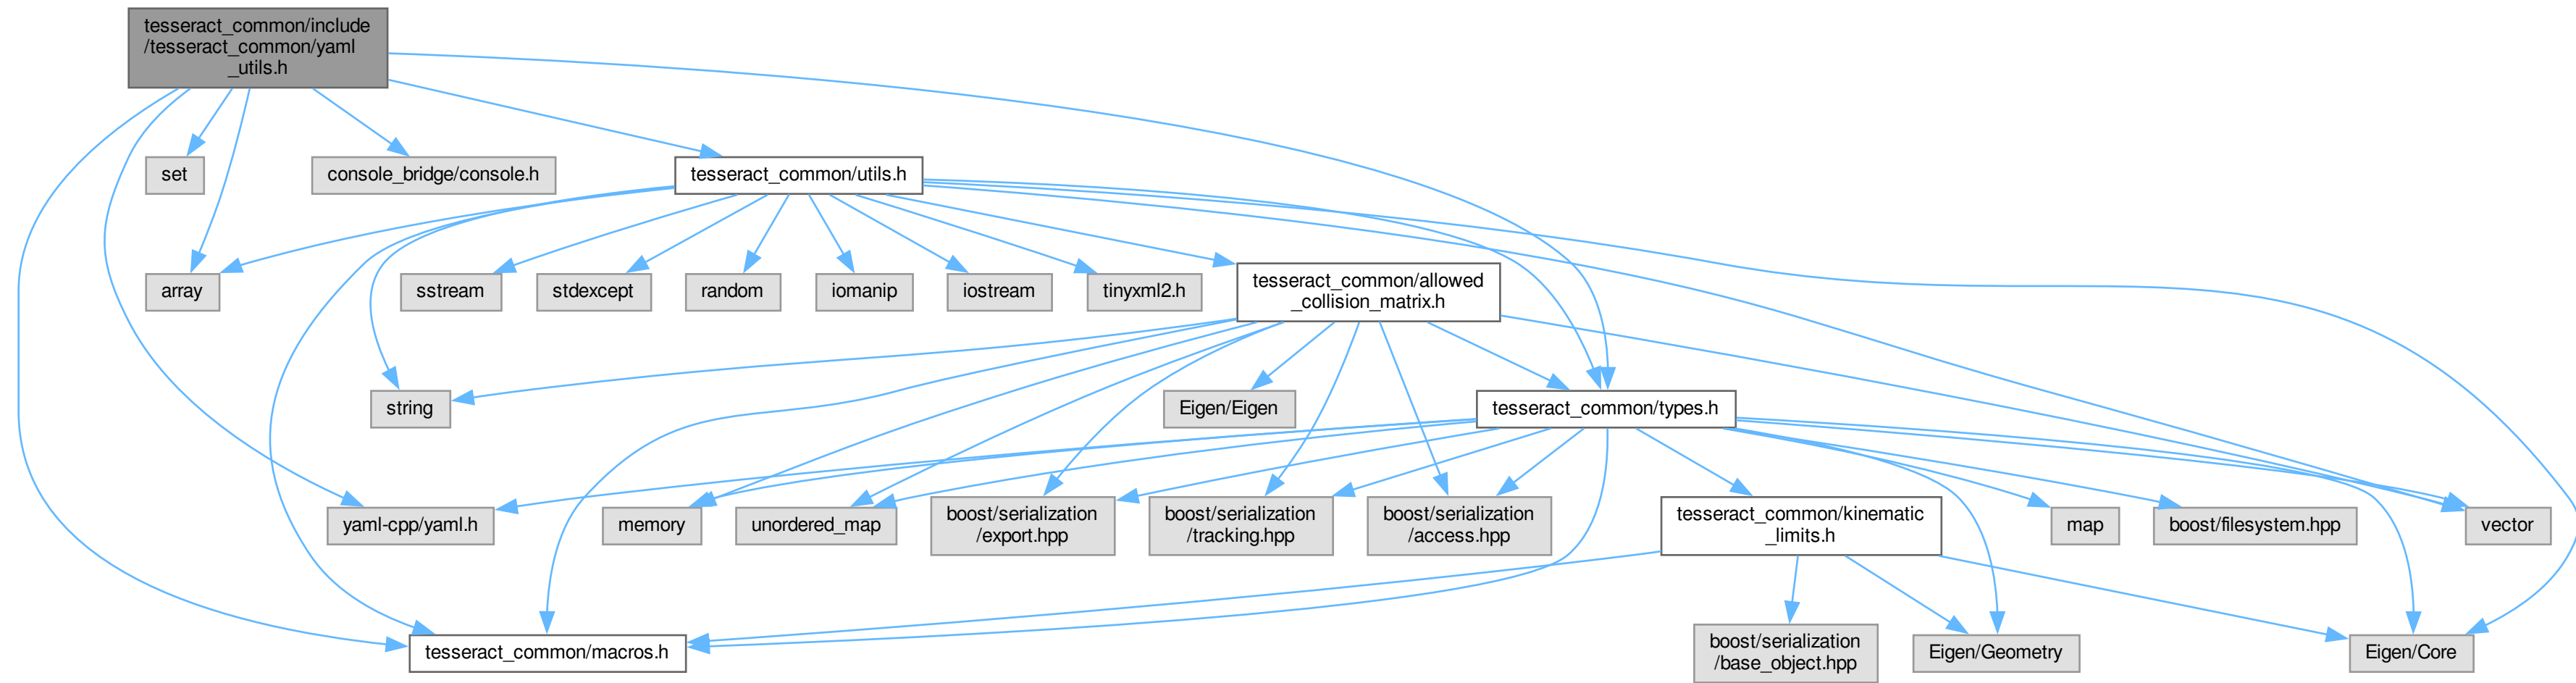 tesseract_common/include
/tesseract_common/yaml
_utils.h
set
console_bridge/console.h
tesseract_common/utils.h
array
sstream
stdexcept
random
iomanip
iostream
tinyxml2.h
tesseract_common/allowed
_collision_matrix.h
string
Eigen/Eigen
tesseract_common/types.h
yaml-cpp/yaml.h
memory
unordered_map
boost/serialization
/export.hpp
boost/serialization
/tracking.hpp
boost/serialization
/access.hpp
tesseract_common/kinematic
_limits.h
map
boost/filesystem.hpp
vector
tesseract_common/macros.h
boost/serialization
/base_object.hpp
Eigen/Geometry
Eigen/Core